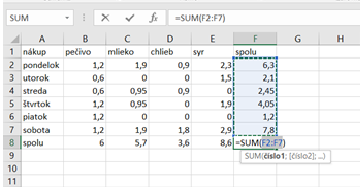 SUM =SUM(F2:F7)
A B C D E F G H
1 nákup pečivo mlieko chlieb syr spolu
2 pondelok 1,2 1,9 0,9 2,3 6,3
3 utorok 0,6 0 0 1,5 2,1
4 streda 0,6 0,95 0,9 0 2,45
5 štvrtok 1,2 0,95 0 1,9 4,05
6 piatok 1,2 0 0 0 1,2
7 sobota 1,2 1,9 1,8 2,9 7,8
8 spolu 6 5,7 3,6 8,6 =SUM(F2:F7)
9 SUM(číslo1; [číslo2]; ...)
10
11